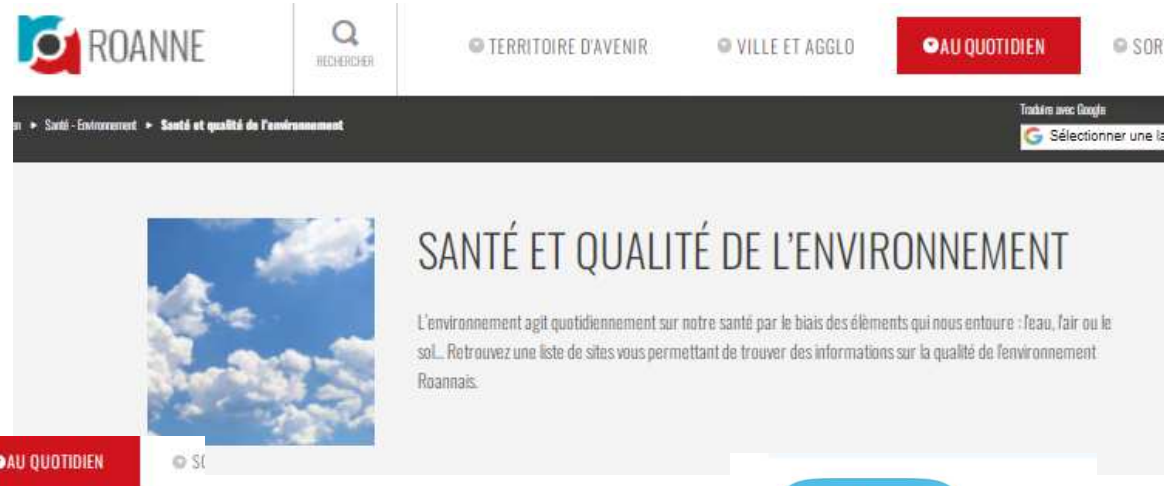 ROANNE
RECHERCHER
TERRITOIRE D'AVENIR
VILLE ET AGGLO
AU QUOTIDIEN
SOR
Santé - Environnement ► Santé et qualité de l'environnement
Traduire avec Google
Sélectionner une la
SANTÉ ET QUALITÉ DE L'ENVIRONNEMENT
L'environnement agit quotidiennement sur notre santé par le biais des élèments qui nous entoure : l'eau, l'air ou le
sol... Retrouvez une liste de sites vous permettant de trouver des informations sur la qualité de l'environnement
Roannais.
AU QUOTIDIEN